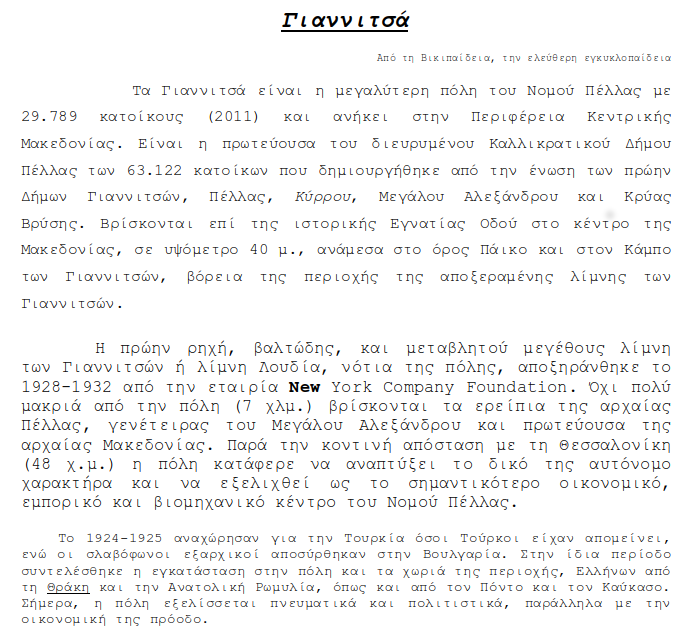 Γιαννιτσά
Από τη Βικιπαίδεια, την ελεύθερη εγκυκλοπαίδεια
Τα Γιαννιτσά είναι η μεγαλύτερη πόλη του Νομού Πέλλας με
29.789 κατοίκους (2011) και ανήκει στην Περιφέρεια Κεντρικής
Μακεδονίας. Είναι η πρωτεύουσα του διευρυμένου Καλλικρατικού Δήμου
Πέλλας των 63.122 κατοίκων που δημιουργήθηκε από την ένωση των πρώην
Δήμων Γιαννιτσών, Πέλλας, Κύρρου, Μεγάλου Αλεξάνδρου και Κρύας
Βρύσης. Βρίσκονται επί της ιστορικής Εγνατίας Οδού στο κέντρο της
Μακεδονίας, σε υψόμετρο 40 μ., ανάμεσα στο όρος Πάικο και στον Κάμπο
των Γιαννιτσών, βόρεια της περιοχής της αποξεραμένης λίμνης των
Γιαννιτσών.
Η πρώην ρηχή, βαλτώδης, και μεταβλητού μεγέθους λίμνη
των Γιαννιτσών ή λίμνη Λουδία, νότια της πόλης, αποξηράνθηκε το
1928-1932 από την εταιρία New York Company Foundation. Όχι πολύ
μακριά από την πόλη (7 χλμ.) βρίσκονται τα ερείπια της αρχαίας
Πέλλας, γενέτειρας του Μεγάλου Αλεξάνδρου και πρωτεύουσα της
αρχαίας Μακεδονίας. Παρά την κοντινή απόσταση με τη Θεσσαλονίκη
(48 χ.μ.) η πόλη κατάφερε να αναπτύξει το δικό της αυτόνομο
χαρακτήρα και να εξελιχθεί ως το σημαντικότερο οικονομικό,
εμπορικό και βιομηχανικό κέντρο του Νομού Πέλλας.
Το 1924-1925 αναχώρησαν για την Τουρκία όσοι Τούρκοι είχαν απομείνει,
ενώ οι σλαβόφωνοι εξαρχικοί αποσύρθηκαν στην Βουλγαρία. Στην ίδια περίοδο
συντελέσθηκε η εγκατάσταση στην πόλη και τα χωριά της περιοχής, Ελλήνων από
τη Θράκη και την Ανατολική Ρωμυλία, όπως και από τον Πόντο και τον Καύκασο.
Σήμερα, η πόλη εξελίσσεται πνευματικά και πολιτιστικά, παράλληλα με την
οικονομική της πρόοδο.